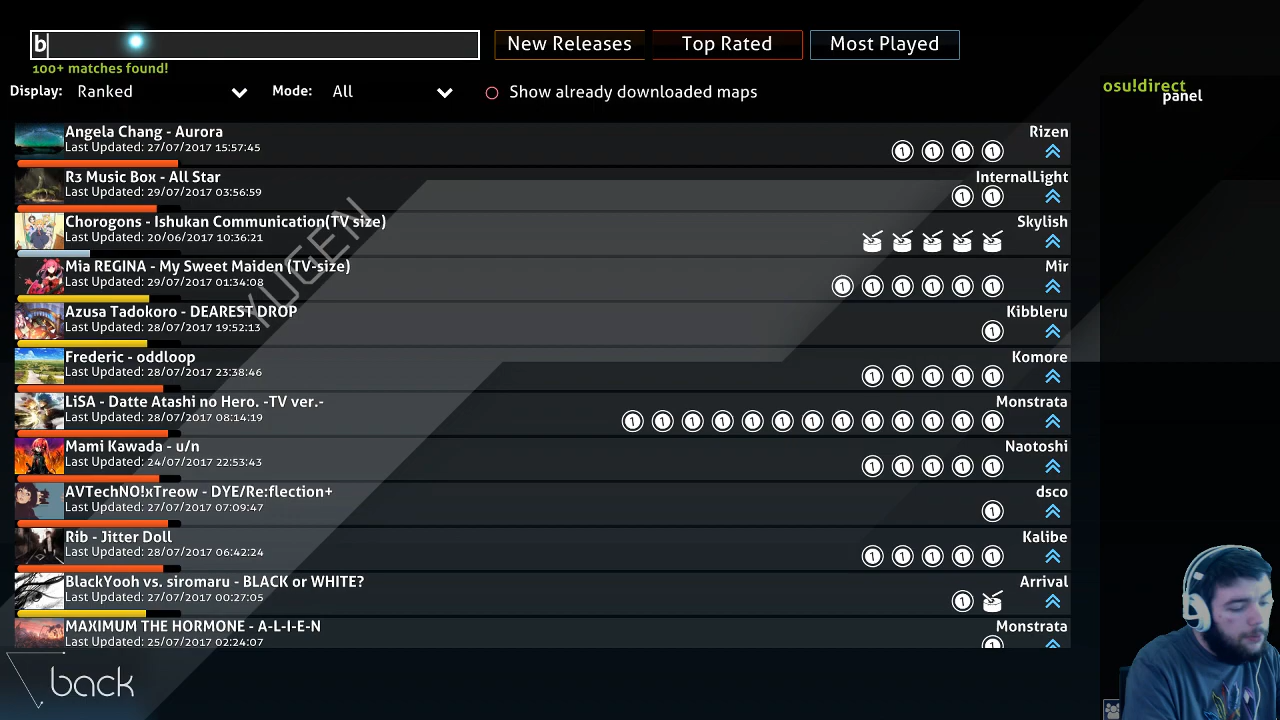 b
New Releases
Top Rated
Most Played
100+ matches found!
Display: Ranked
Mode: All
Show already downloaded maps
osu!direct
panel
Angela Chang - Aurora
Last Updated: 27/07/2017 15:57:45
Rizen
R3 Music Box - All Star
Last Updated: 29/07/2017 03:56:59
InternalLight
Chorogons - Ishukan Communication(TV size)
Last Updated: 20/06/2017 10:36:21
Skylish
Mia REGINA - My Sweet Maiden (TV-size)
Last Updated: 29/07/2017 01:34:08
Mir
Azusa Tadokoro - DEAREST DROP
Last Updated: 28/07/2017 19:52:13
Kibbleru
Frederic - oddloop
Last Updated: 28/07/2017 23:38:46
Komore
LiSA - Datte Atashi no Hero. -TV ver.-
Last Updated: 28/07/2017 08:14:19
Monstrata
Mami Kawada - u/n
Last Updated: 24/07/2017 22:53:43
Naotoshi
AVTechNO!xTreow - DYE/Re:flection+
Last Updated: 27/07/2017 07:09:47
dsco
Rib - Jitter Doll
Last Updated: 28/07/2017 06:42:24
Kalibe
BlackYooh vs. siromaru - BLACK or WHITE?
Last Updated: 27/07/2017 00:27:05
Arrival
MAXIMUM THE HORMONE - A-L-I-E-N
Last Updated: 25/07/2017 02:24:07
Monstrata
YUGEN
back